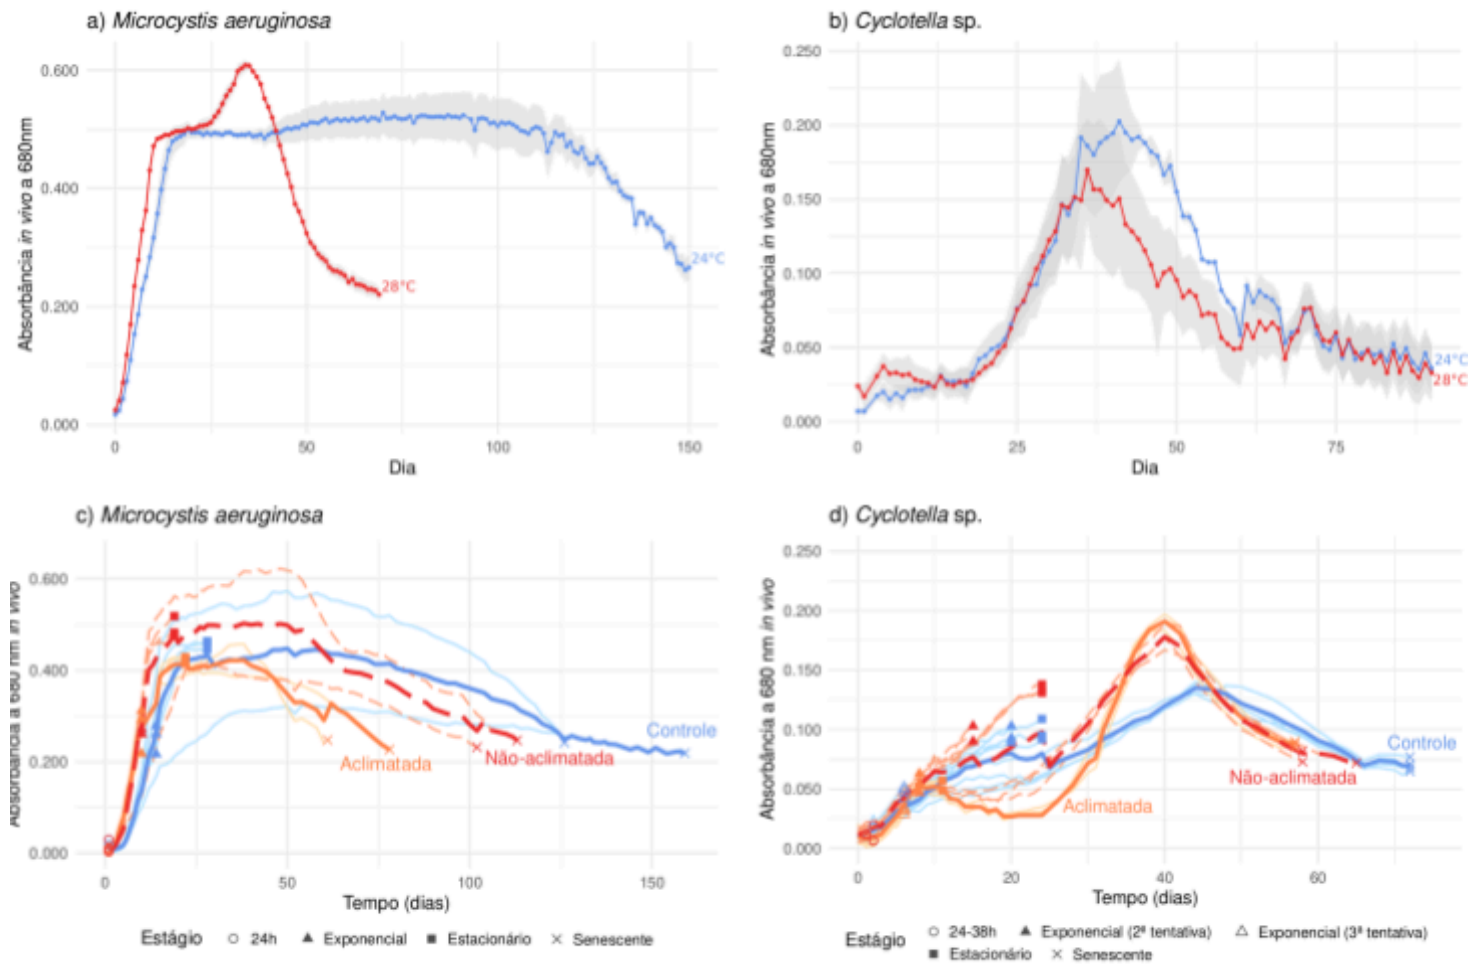 a) Microcystis aeruginosa
b) Cyclotella sp.
Absorbância in vivo a 680nm
0.600
0.400
0.200
0.000
28°C
24°C
0
50
100
150
Dia
Absorbância in vivo a 680nm
0.250
0.200
0.150
0.100
0.050
0.000
24°C
28°C
0
25
50
75
Dia
c) Microcystis aeruginosa
d) Cyclotella sp.
Absorbância a 680 nm in vivo
0.600
0.400
0.200
0.000
Controle
Aclimatada
Não-aclimatada
0
50
100
150
Tempo (dias)
Estágio 24h Exponencial Estacionário Senescente
Absorbância a 680 nm in vivo
0.250
0.200
0.150
0.100
0.050
0.000
Controle
Não-aclimatada
Aclimatada
0
20
40
60
Tempo (dias)
Estágio 24-38h Exponencial (2ª tentativa) Exponencial (3ª tentativa)
Estacionário Senescente